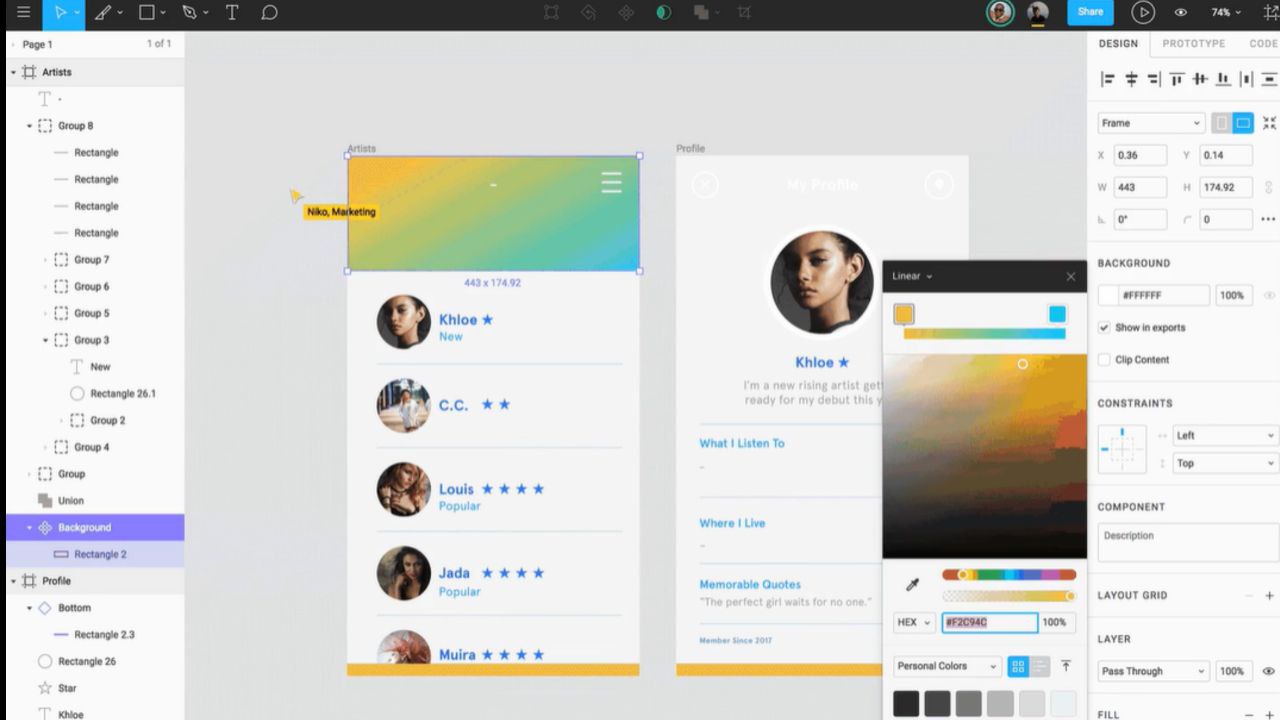 Share
74%
Page 1
1 of 1
Artists
Group 8
Rectangle
Rectangle
Rectangle
Rectangle
Group 7
Group 6
Group 5
Group 3
New
Rectangle 26.1
Group 2
Group 4
Group
Union
Background
Rectangle 2
Profile
Bottom
Rectangle 2.3
Rectangle 26
Star
Khloe
Artists
Niko, Marketing
443 x 174.92
Khloe ★
New
C.C. ★ ★
Louis ★ ★ ★ ★
Popular
Jada ★ ★ ★ ★
Popular
Muira ★ ★ ★ ★
Profile
My Profile
Khloe ★
I'm a new rising artist gett
ready for my debut this y
What I Listen To
–
Where I Live
–
Memorable Quotes
"The perfect girl waits for no one."
Member Since 2017
Linear
HEX #F2C94C 100%
Personal Colors
DESIGN PROTOTYPE CODE
Frame
X 0.36 Y 0.14
W 443 H 174.92
0° 0
BACKGROUND
#FFFFFF 100%
Show in exports
Clip Content
CONSTRAINTS
Left
Top
COMPONENT
Description
LAYOUT GRID
LAYER
Pass Through 100%
FILL